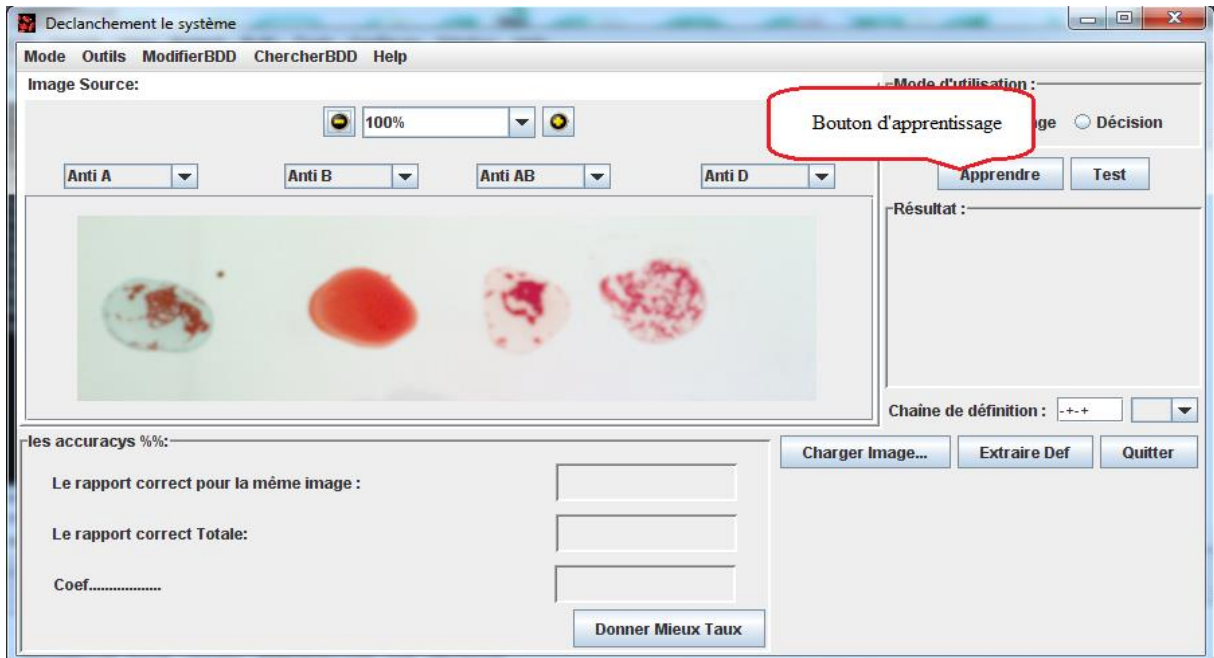 Declanchement le système
Mode Outils ModifierBDD ChercherBDD Help
Image Source:
Mode d'utilisation :
100%
Bouton d'apprentissage
Décision
Anti A Anti B Anti AB Anti D
Apprendre Test
Résultat :
Chaîne de définition : -+-+
les accuracys %%:
Charger Image... Extraire Def Quitter
Le rapport correct pour la même image :
Le rapport correct Totale:
Coef..................
Donner Mieux Taux